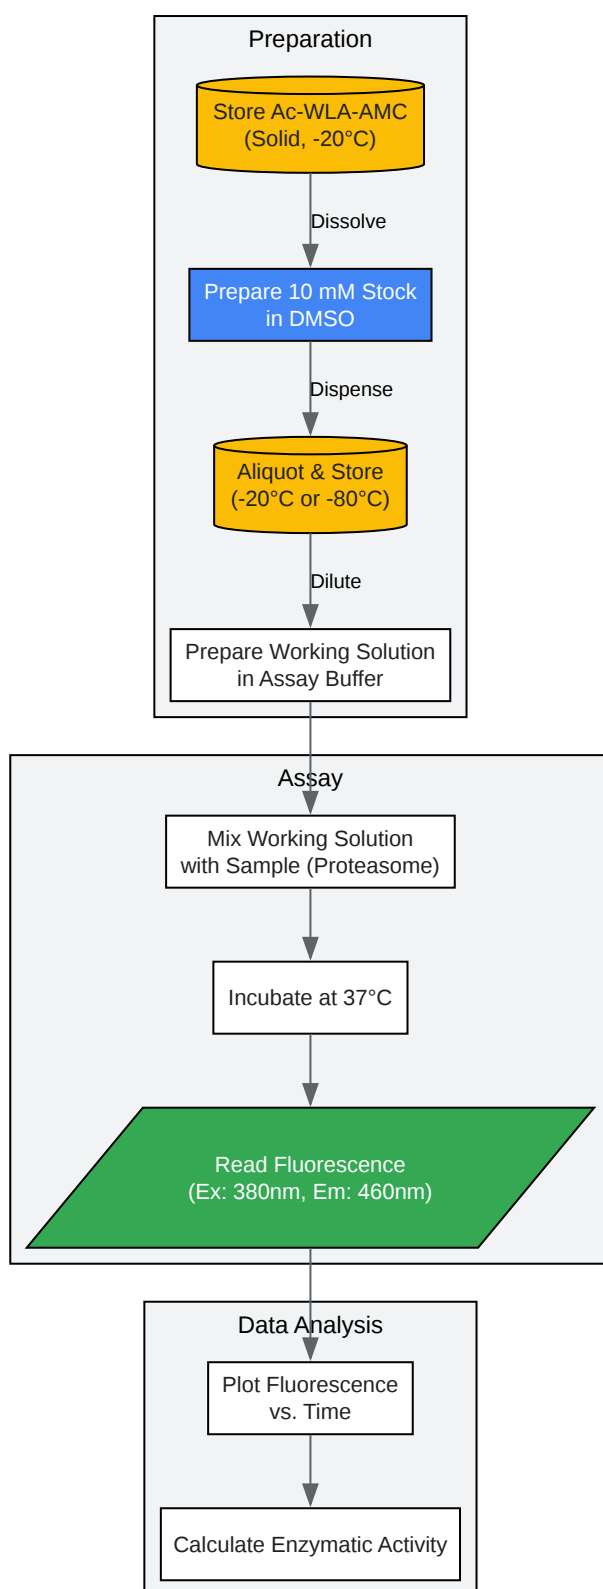 Preparation
Store Ac-WLA-AMC
(Solid, -20°C)
Dissolve
Prepare 10 mM Stock
in DMSO
Dispense
Aliquot & Store
(-20°C or -80°C)
Dilute
Prepare Working Solution
in Assay Buffer
Assay
Mix Working Solution
with Sample (Proteasome)
Incubate at 37°C
Read Fluorescence
(Ex: 380nm, Em: 460nm)
Data Analysis
Plot Fluorescence
vs. Time
Calculate Enzymatic Activity